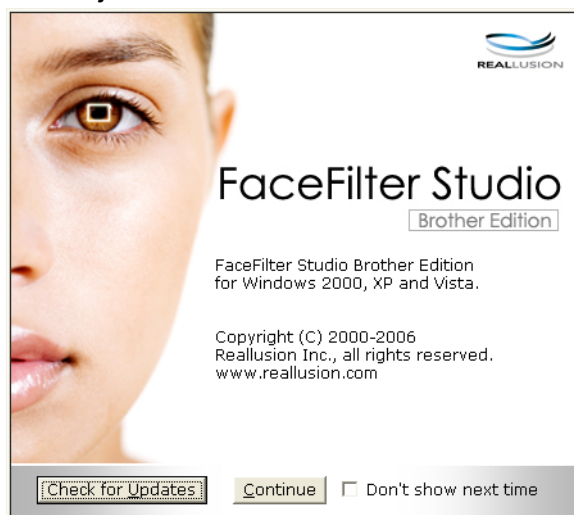 REALLUSION
FaceFilter Studio
Brother Edition
FaceFilter Studio Brother Edition
for Windows 2000, XP and Vista.
Copyright (C) 2000-2006
Reallusion Inc., all rights reserved.
www.reallusion.com
Check for Updates Continue Don't show next time